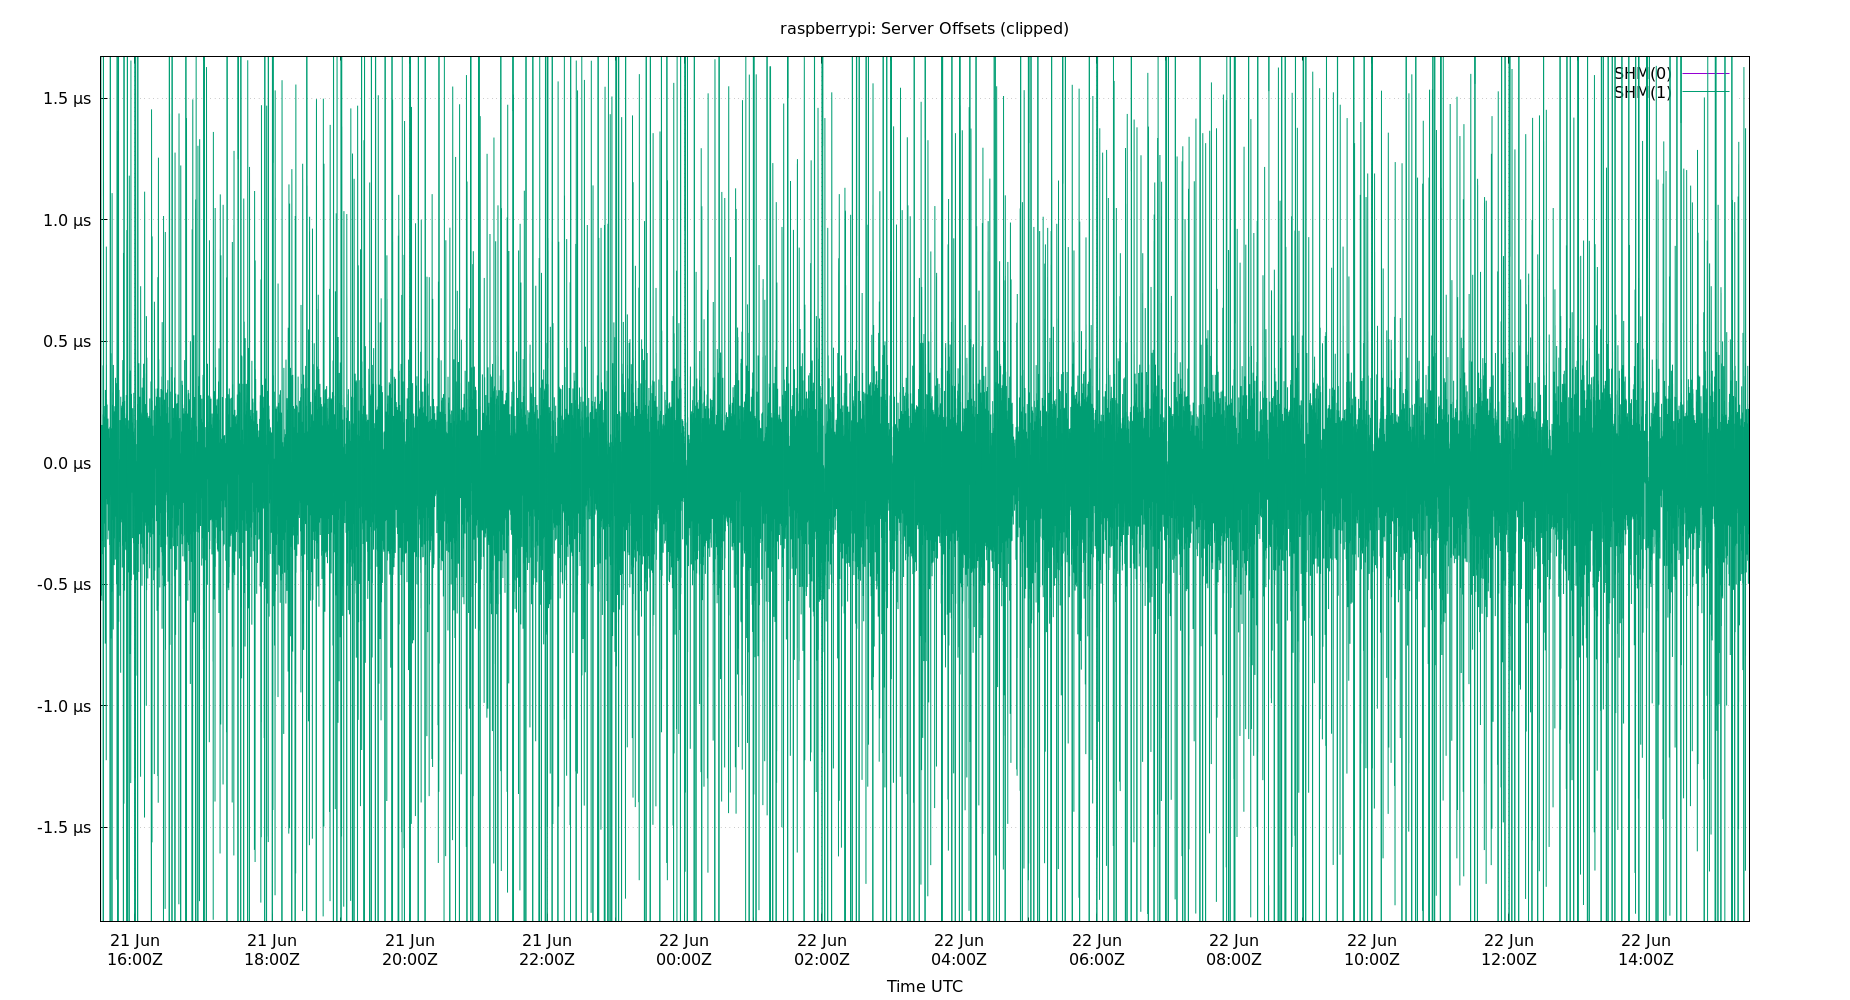 raspberrypi: Server Offsets (clipped)
SHM(0)
SHM(1)
1.5 µs
1.0 µs
0.5 µs
0.0 µs
-0.5 µs
-1.0 µs
-1.5 µs
21 Jun 21 Jun 21 Jun 21 Jun 22 Jun 22 Jun 22 Jun 22 Jun 22 Jun 22 Jun 22 Jun 22 Jun
16:00Z 18:00Z 20:00Z 22:00Z 00:00Z 02:00Z 04:00Z 06:00Z 08:00Z 10:00Z 12:00Z 14:00Z
Time UTC